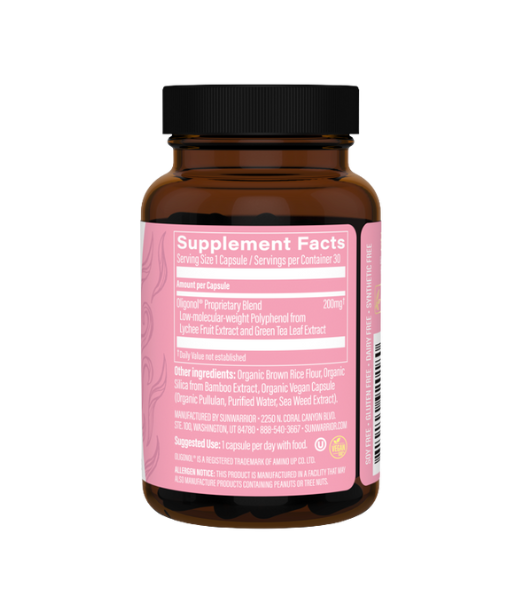 Supplement Facts
Serving Size 1 Capsule / Servings per Container 30
Amount per Capsule
Oligonol® Proprietary Blend 200mg†
Low-molecular-weight Polyphenol from
Lychee Fruit Extract and Green Tea Leaf Extract
†Daily Value not established
Other ingredients: Organic Brown Rice Flour, Organic
Silica from Bamboo Extract, Organic Vegan Capsule
(Organic Pullulan, Purified Water, Sea Weed Extract).
MANUFACTURED BY SUNWARRIOR • 2250 N. CORAL CANYON BLVD.
STE. 100, WASHINGTON, UT 84780 • 888-540-3667 • SUNWARRIOR.COM
Suggested Use: 1 capsule per day with food.
U
VEGAN
OLIGONOL® IS A REGISTERED TRADEMARK OF AMINO UP CO. LTD.
ALLERGEN NOTICE: THIS PRODUCT IS MANUFACTURED IN A FACILITY THAT MAY
ALSO MANUFACTURE PRODUCTS CONTAINING PEANUTS OR TREE NUTS.
SOY FREE • GLUTEN FREE • DAIRY FREE • SYNTHETIC FREE